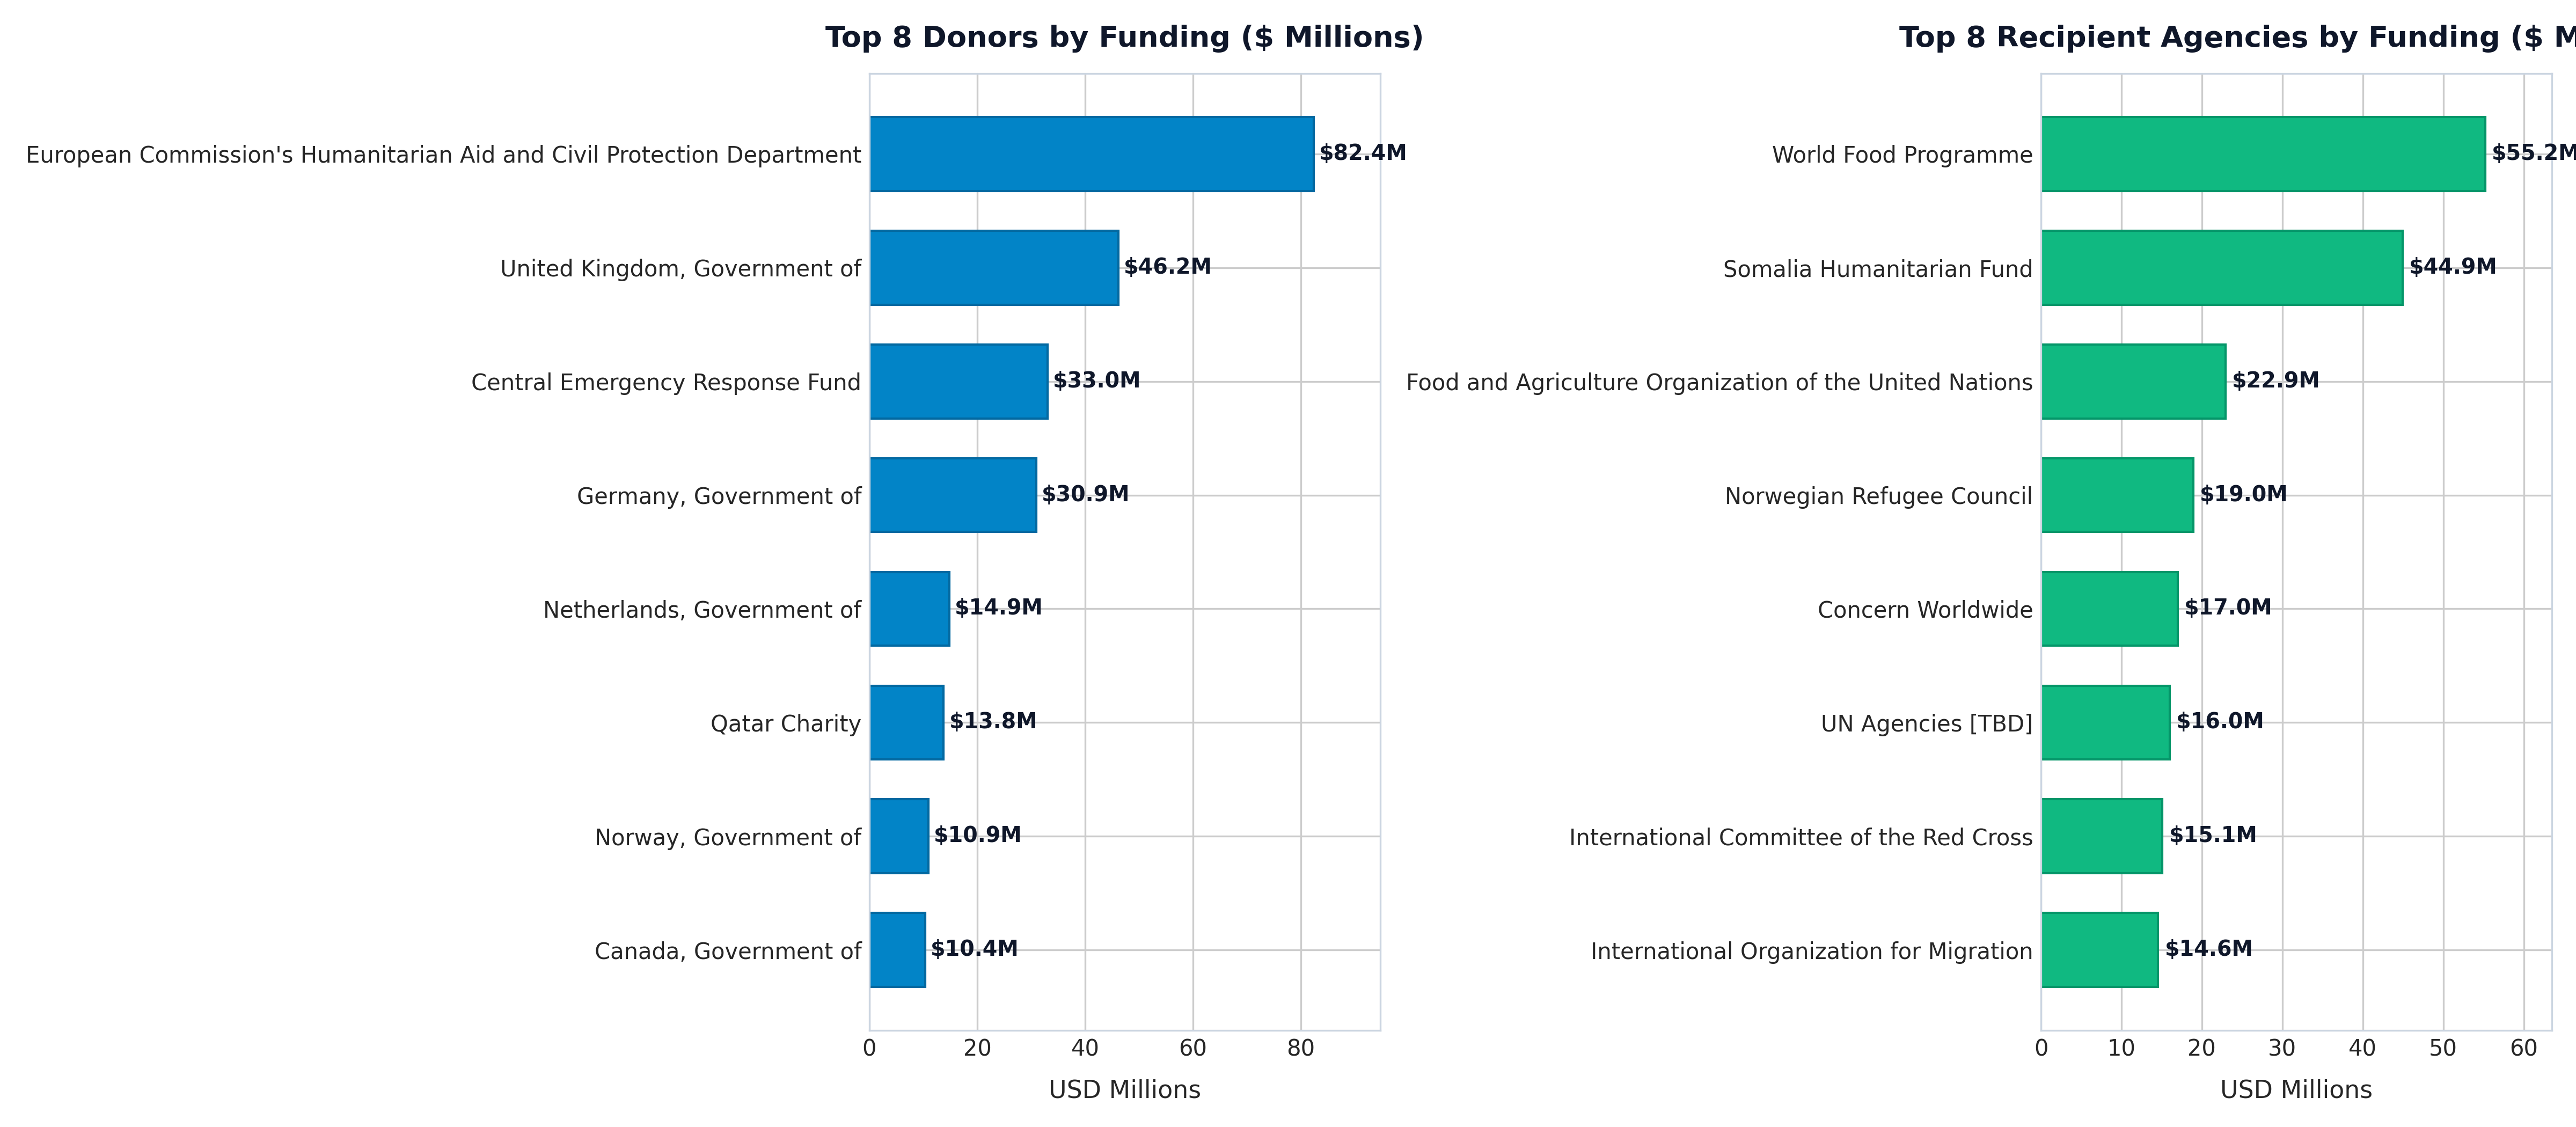 Top 8 Donors by Funding ($ Millions)
European Commission's Humanitarian Aid and Civil Protection Department
$82.4M
United Kingdom, Government of
$46.2M
Central Emergency Response Fund
$33.0M
Germany, Government of
$30.9M
Netherlands, Government of
$14.9M
Qatar Charity
$13.8M
Norway, Government of
$10.9M
Canada, Government of
$10.4M
0 20 40 60 80
USD Millions
Top 8 Recipient Agencies by Funding ($ M
World Food Programme
$55.2M
Somalia Humanitarian Fund
$44.9M
Food and Agriculture Organization of the United Nations
$22.9M
Norwegian Refugee Council
$19.0M
Concern Worldwide
$17.0M
UN Agencies [TBD]
$16.0M
International Committee of the Red Cross
$15.1M
International Organization for Migration
$14.6M
0 10 20 30 40 50 60
USD Millions